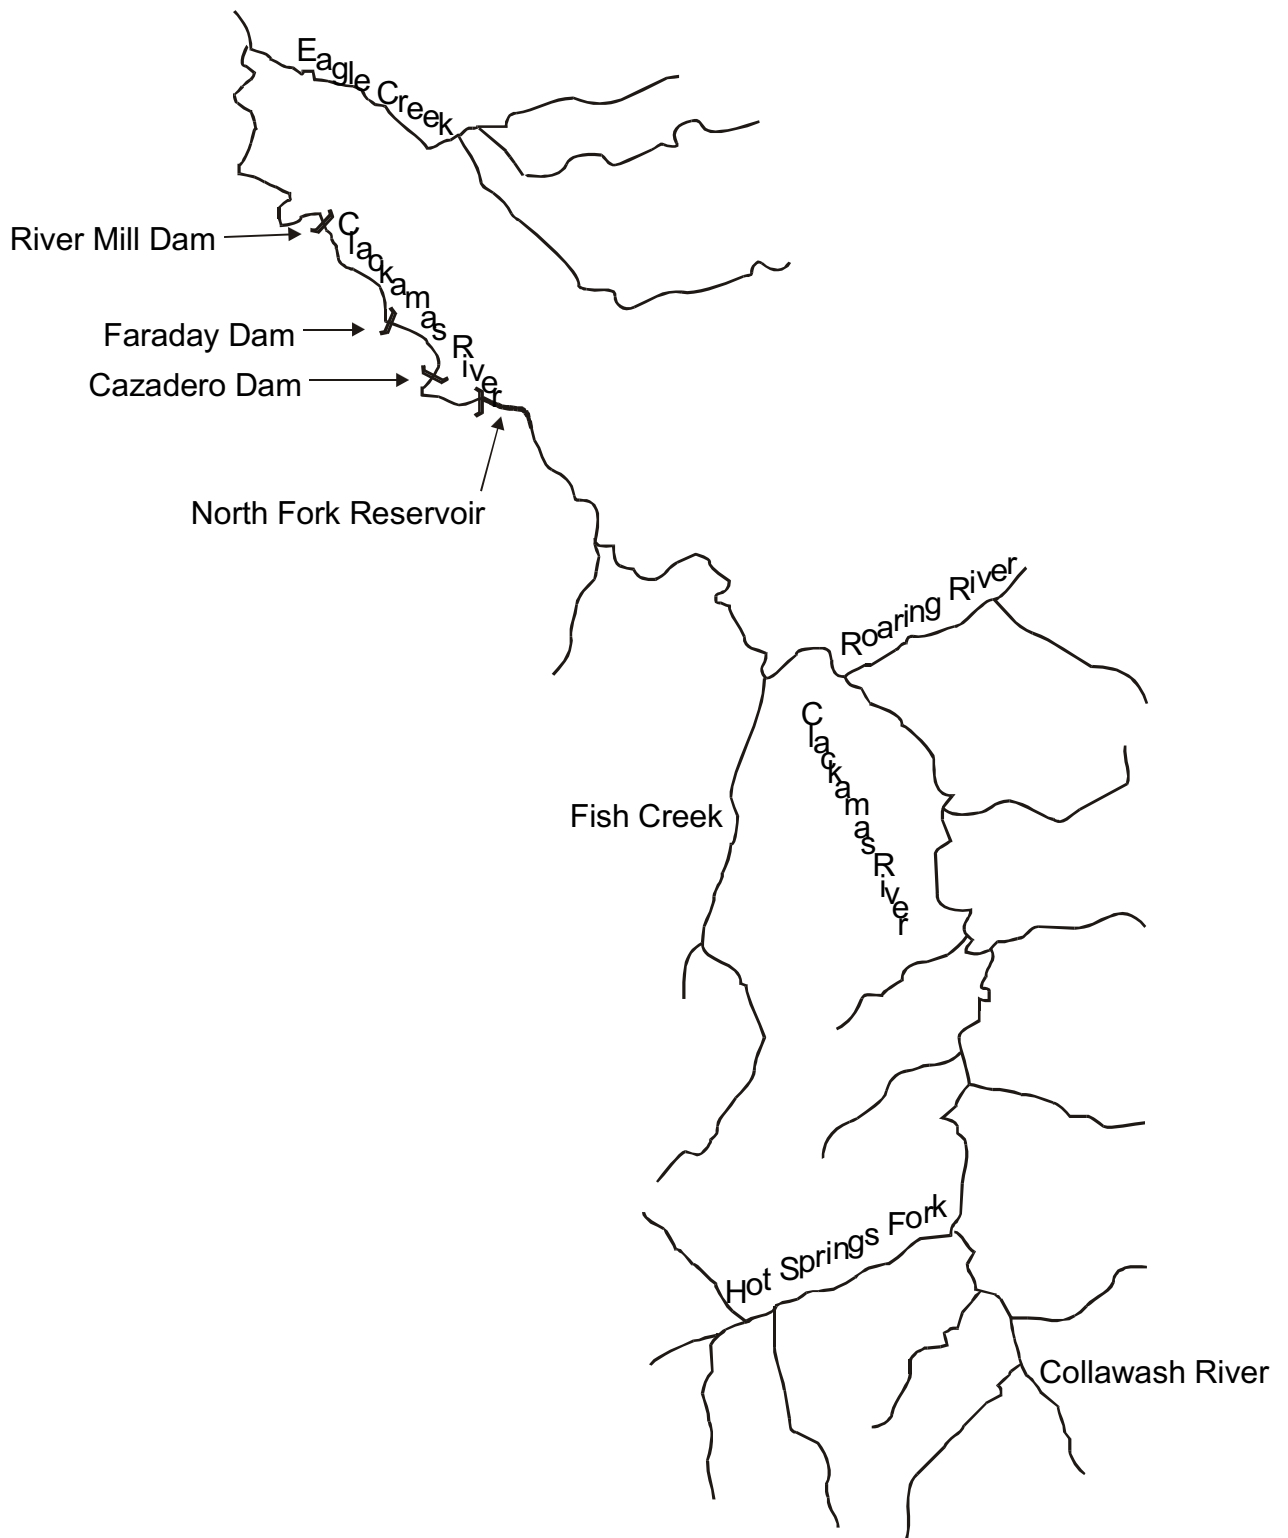 Eagle Creek
River Mill Dam
Clackamas River
Faraday Dam
Cazadero Dam
North Fork Reservoir
Roaring River
Clackamas River
Fish Creek
Hot Springs Fork
Collawash River